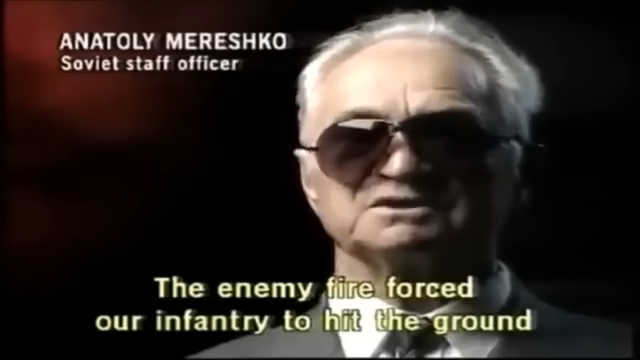 ANATOLY MERESHKO
Soviet staff officer
The enemy fire forced
our infantry to hit the ground